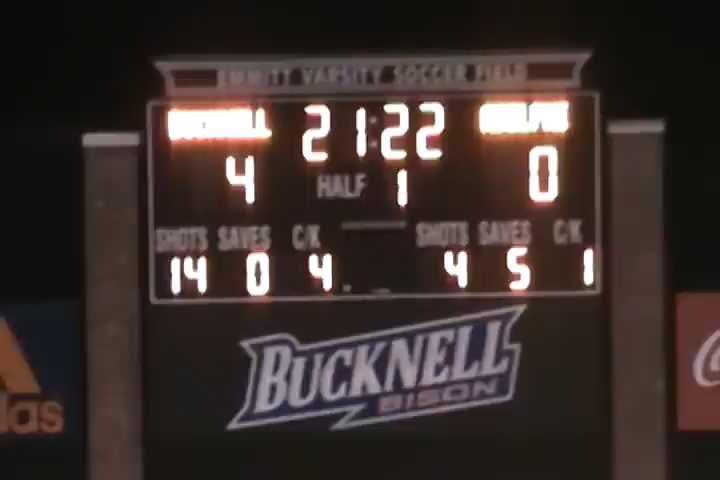 EMMITT VARSITY SOCCER FIELD
BUCKNELL 21:22
4 HALF 1 0
SHOTS SAVES C/K SHOTS SAVES C/K
14 0 4 4 5 1
BUCKNELL
BISON